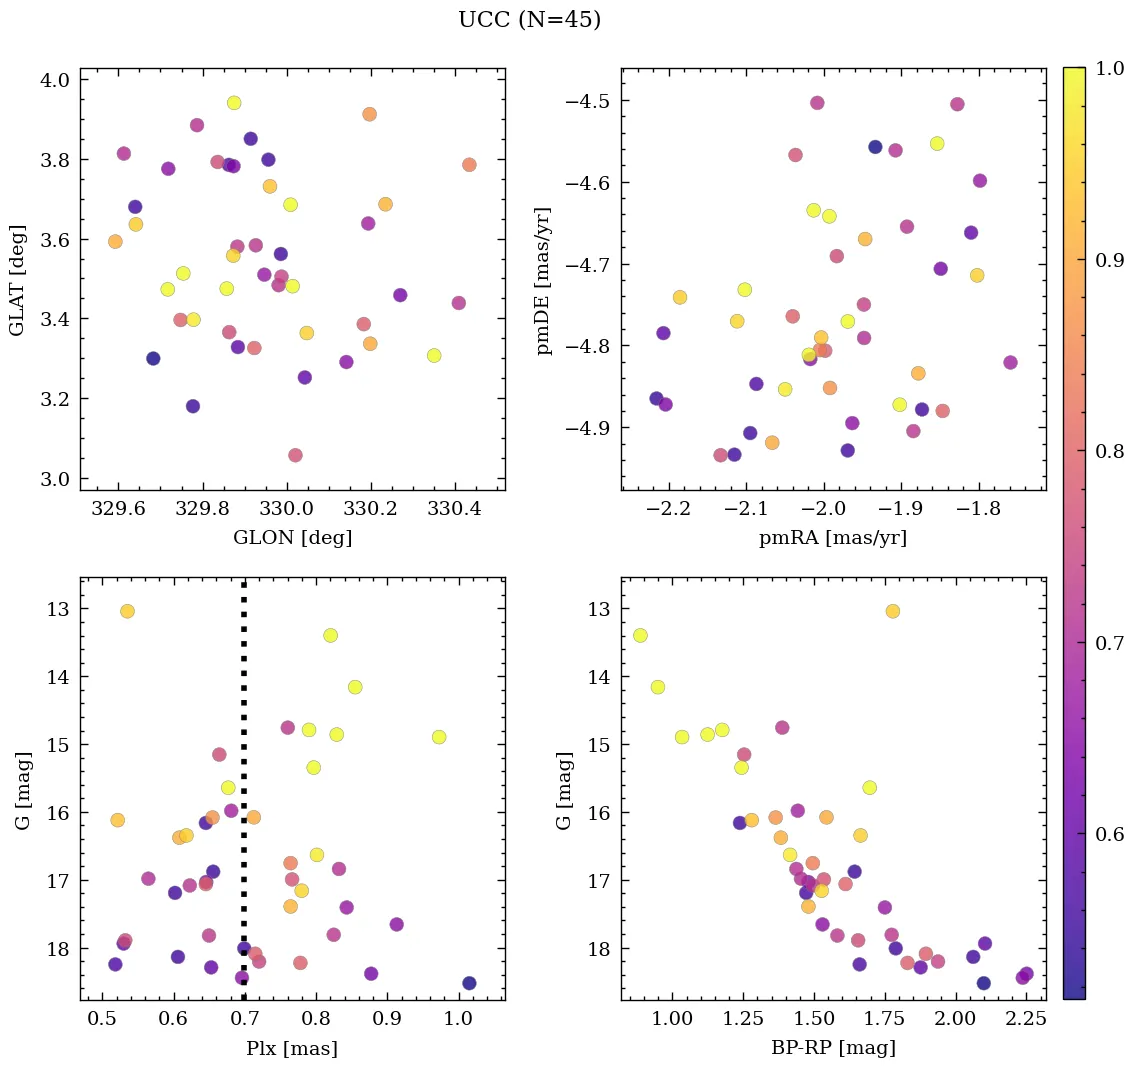 UCC (N=45)
4.0
3.8
3.6
3.4
3.2
3.0
GLAT [deg]
329.6 329.8 330.0 330.2 330.4
GLON [deg]
−4.5
−4.6
−4.7
−4.8
−4.9
pmDE [mas/yr]
−2.2 −2.1 −2.0 −1.9 −1.8
pmRA [mas/yr]
13
14
15
16
17
18
G [mag]
0.5 0.6 0.7 0.8 0.9 1.0
Plx [mas]
13
14
15
16
17
18
G [mag]
1.00 1.25 1.50 1.75 2.00 2.25
BP-RP [mag]
1.0
0.9
0.8
0.7
0.6